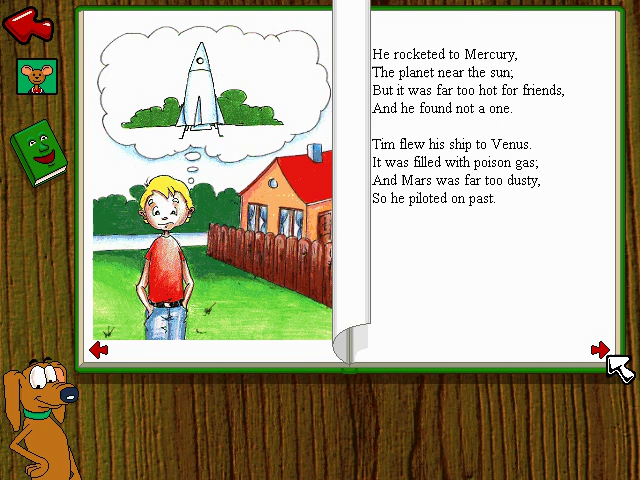 He rocketed to Mercury,
The planet near the sun;
But it was far too hot for friends,
And he found not a one.
Tim flew his ship to Venus.
It was filled with poison gas;
And Mars was far too dusty,
So he piloted on past.